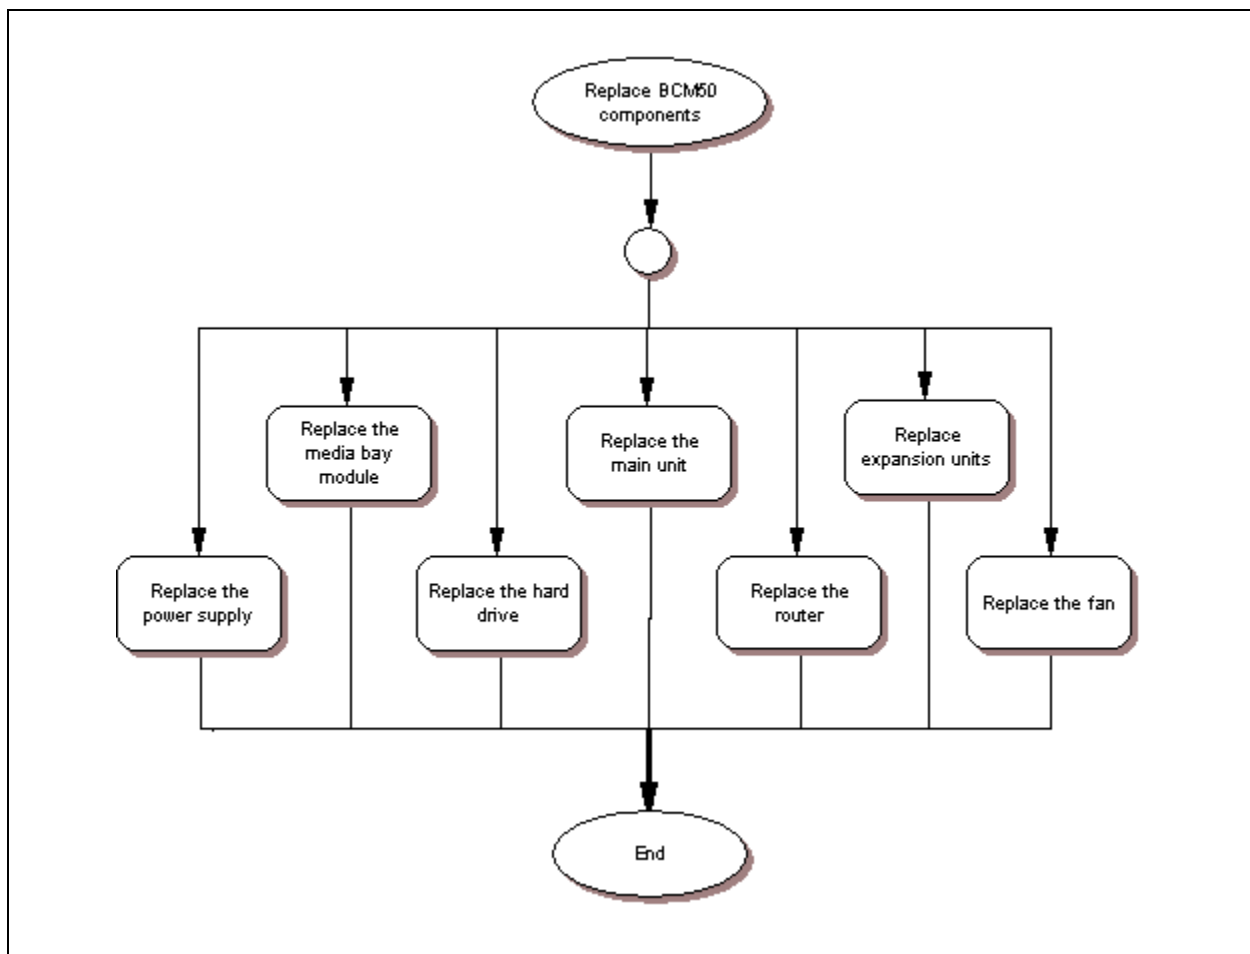 Replace BCM50
components
Replace the
media bay
module
Replace the
main unit
Replace
expansion units
Replace the
power supply
Replace the hard
drive
Replace the
router
Replace the fan
End